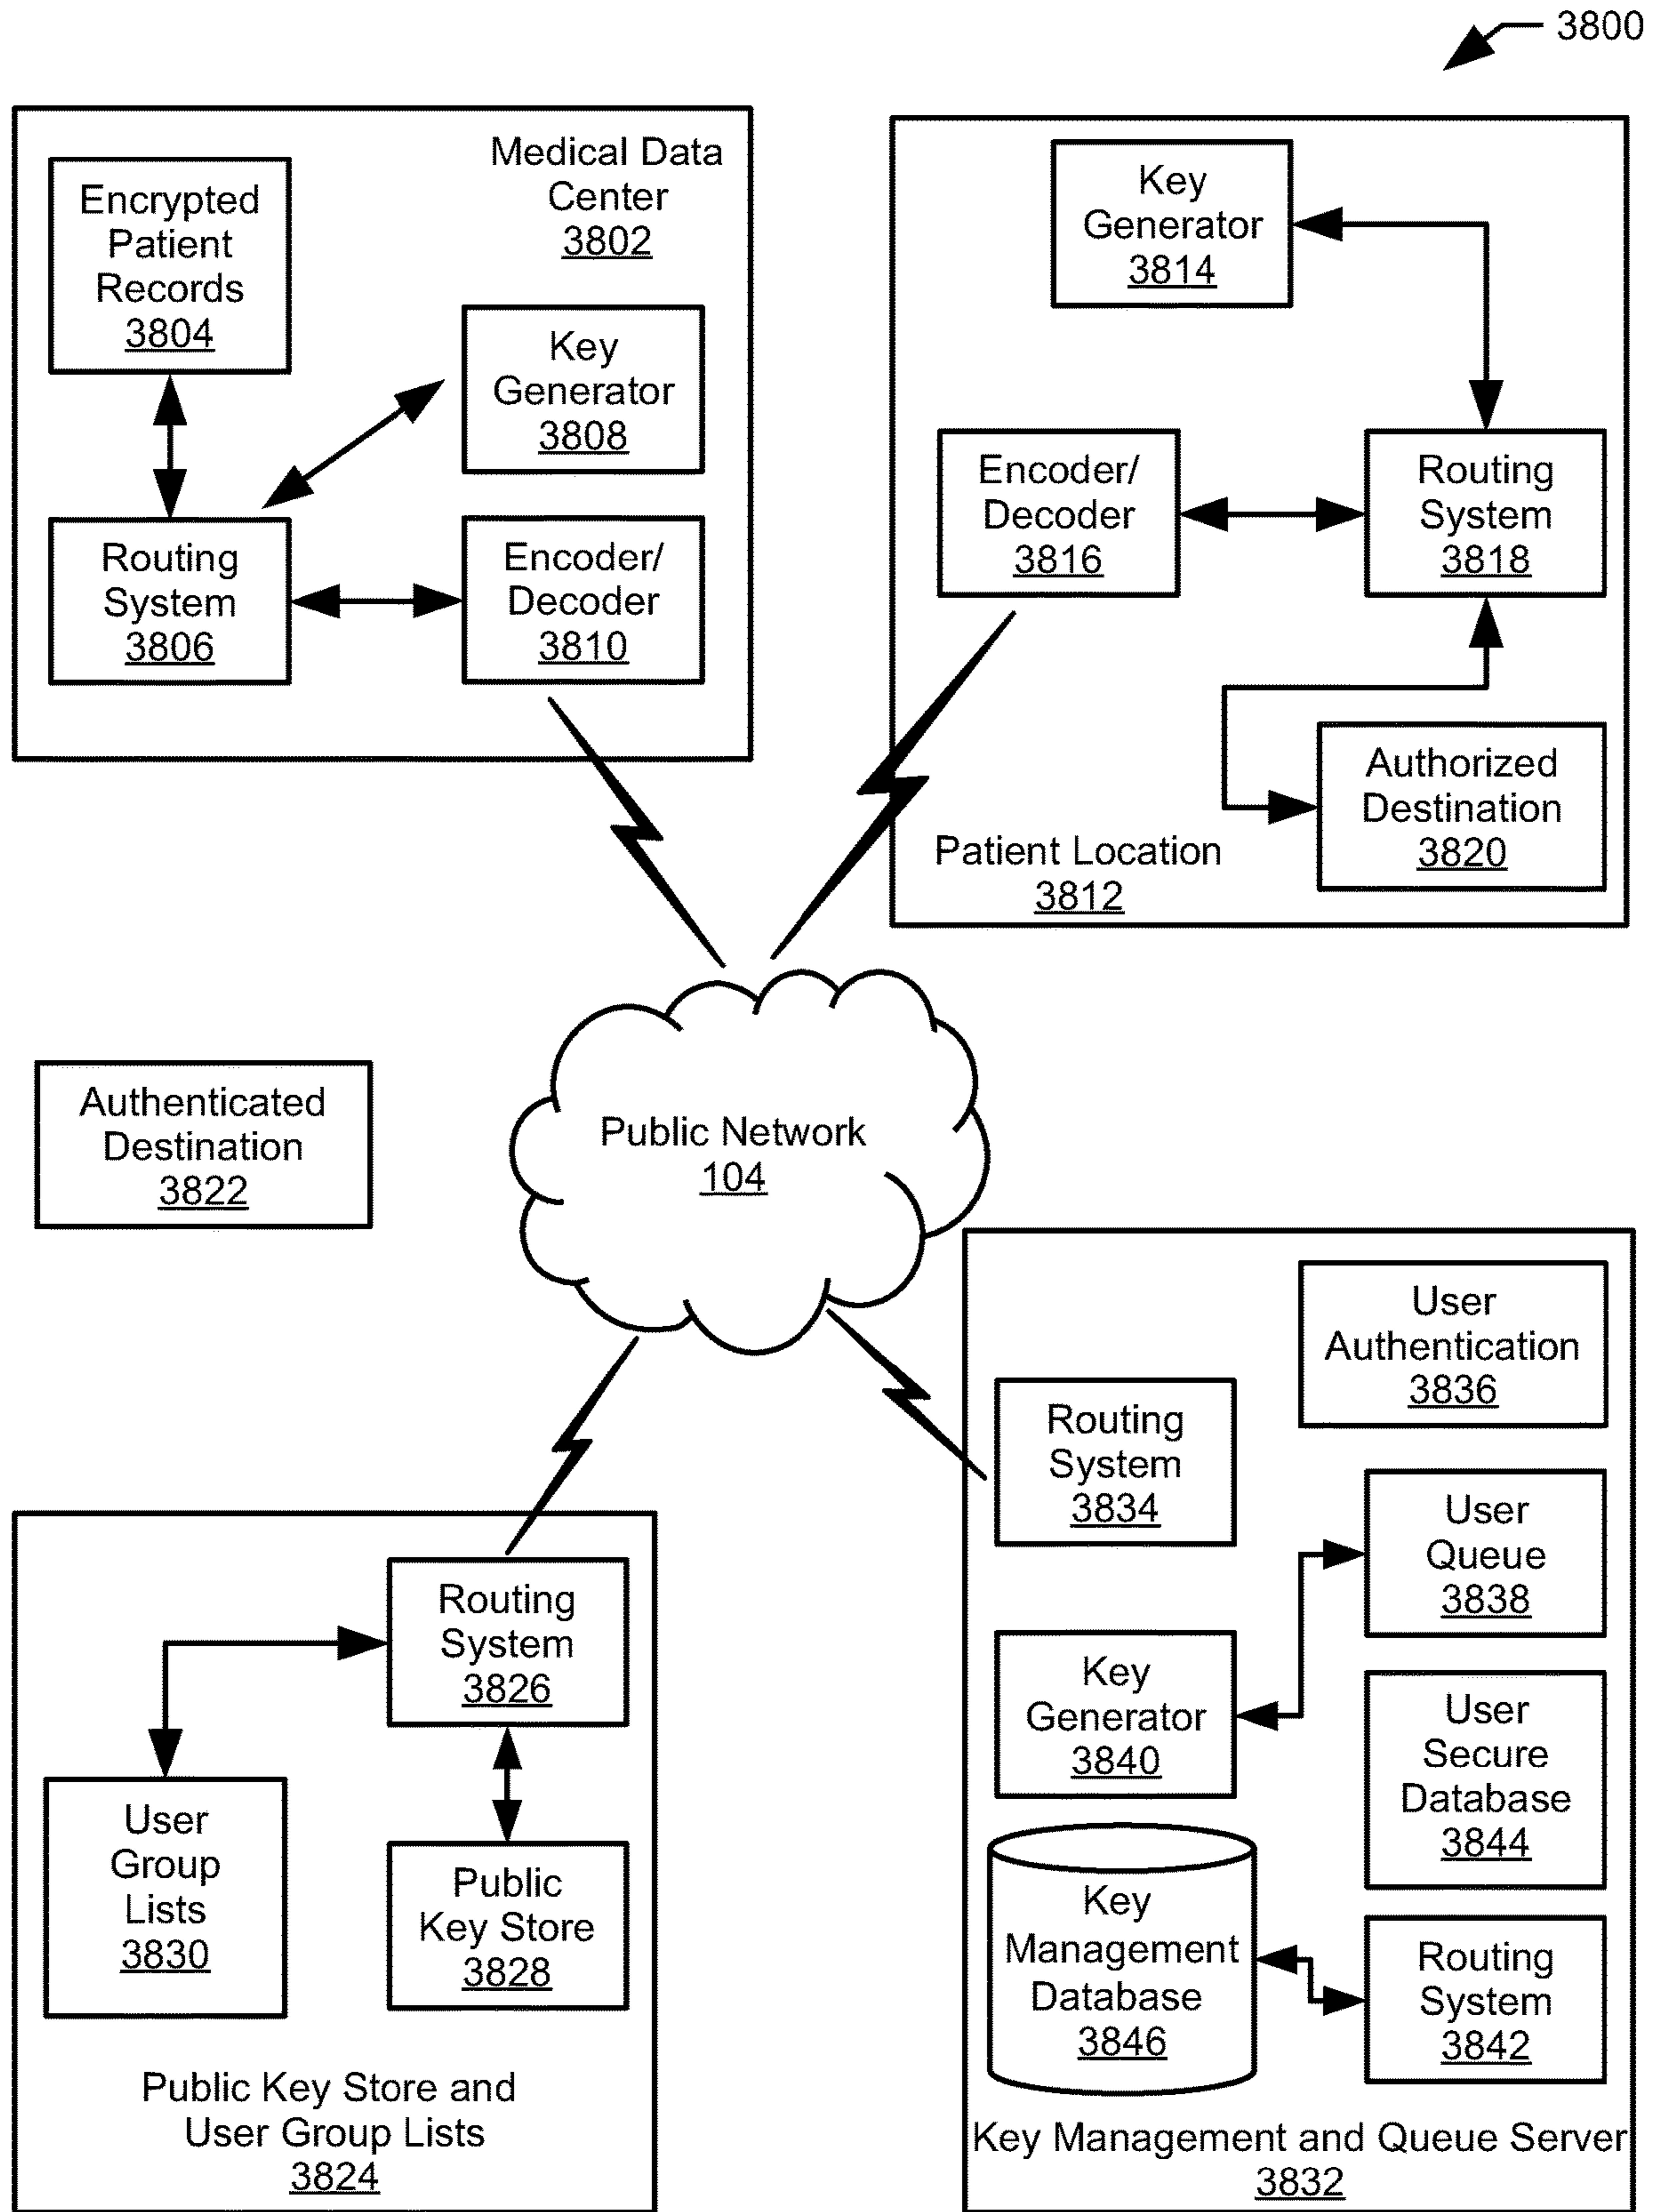 3800
Medical Data
Center
3802
Encrypted
Patient
Records
3804
Key
Generator
3808
Routing
System
3806
Encoder/
Decoder
3810
Key
Generator
3814
Encoder/
Decoder
3816
Routing
System
3818
Authorized
Destination
3820
Patient Location
3812
Authenticated
Destination
3822
Public Network
104
User
Authentication
3836
Routing
System
3834
User
Queue
3838
Key
Generator
3840
User
Secure
Database
3844
Key
Management
Database
3846
Routing
System
3842
Key Management and Queue Server
3832
Routing
System
3826
User
Group
Lists
3830
Public
Key Store
3828
Public Key Store and
User Group Lists
3824